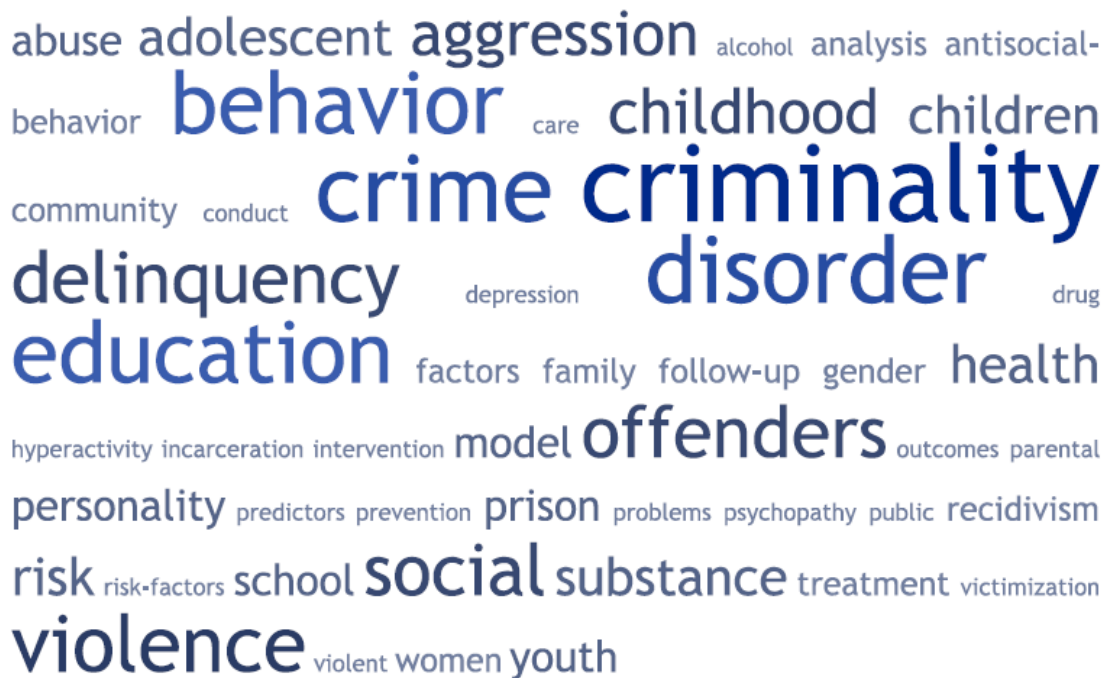 abuse adolescent aggression alcohol analysis antisocial-
behavior behavior care childhood children
community conduct crime criminality
delinquency depression disorder drug
education factors family follow-up gender health
hyperactivity incarceration intervention model offenders outcomes parental
personality predictors prevention prison problems psychopathy public recidivism
risk risk-factors school social substance treatment victimization
violence violent women youth